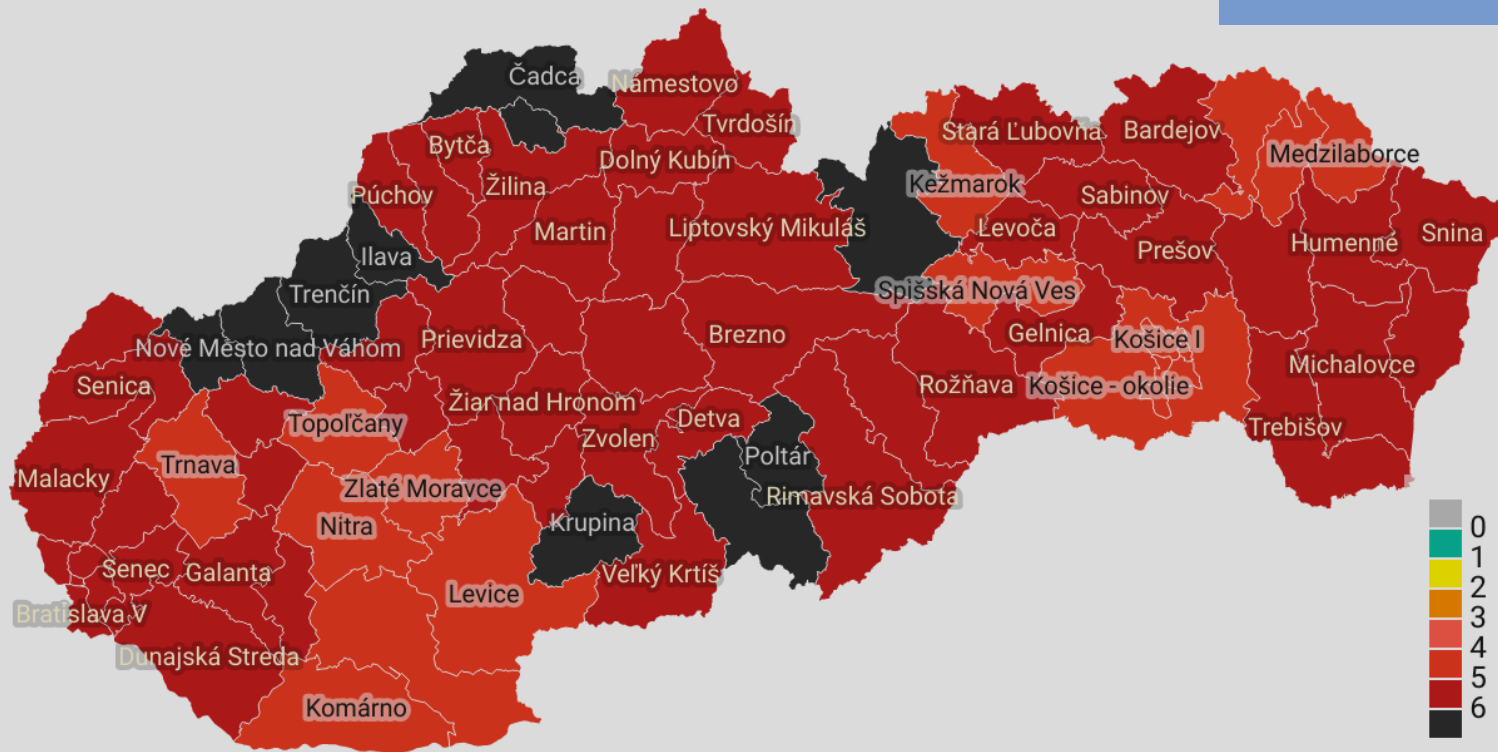 Čadca
Námestovo
Tvrdošín
Bytča
Dolný Kubín
Stará Ľubovňa
Bardejov
Medzilaborce
Púchov
Žilina
Kežmarok
Sabinov
Martin
Liptovský Mikuláš
Levoča
Prešov
Humenné
Snina
Ilava
Trenčín
Spišská Nová Ves
Nové Mesto nad Váhom
Prievidza
Brezno
Gelnica
Košice I
Senica
Rožňava
Košice - okolie
Michalovce
Žiar nad Hronom
Topoľčany
Zvolen
Detva
Trebišov
Malacky
Trnava
Zlaté Moravce
Poltár
Rimavská Sobota
Nitra
Krupina
Senec
Galanta
Levice
Veľký Krtíš
Bratislava V
Dunajská Streda
Komárno
0
1
2
3
4
5
6